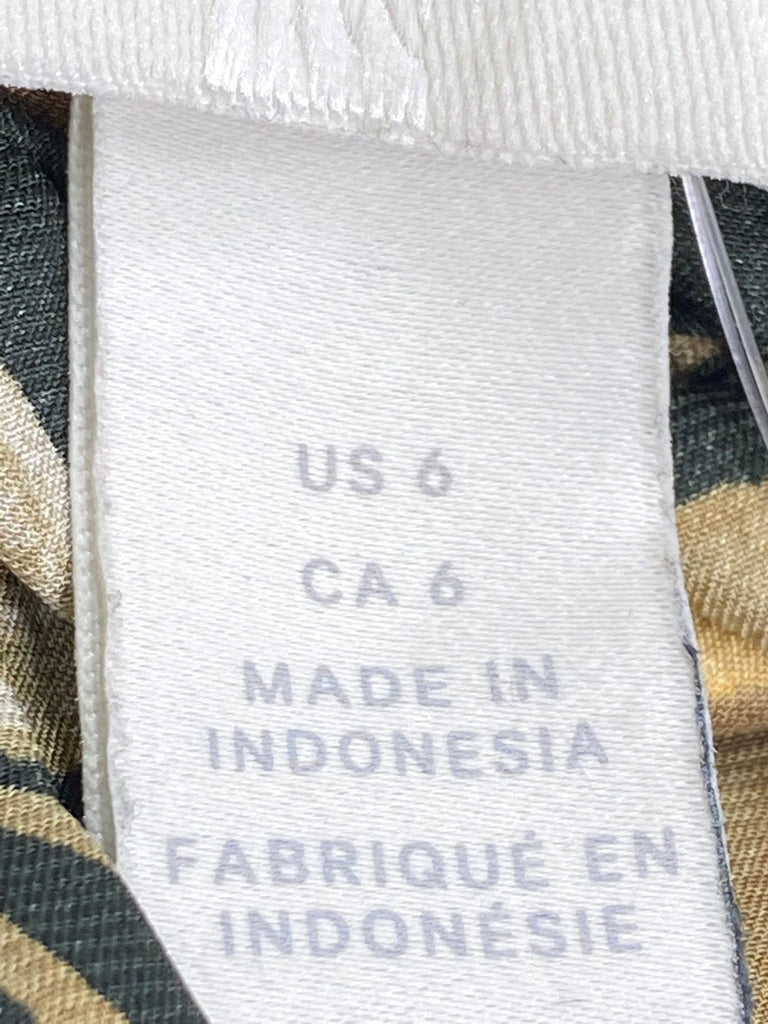 US 6
CA 6
MADE IN
INDONESIA
FABRIQUÉ EN
INDONÉSIE